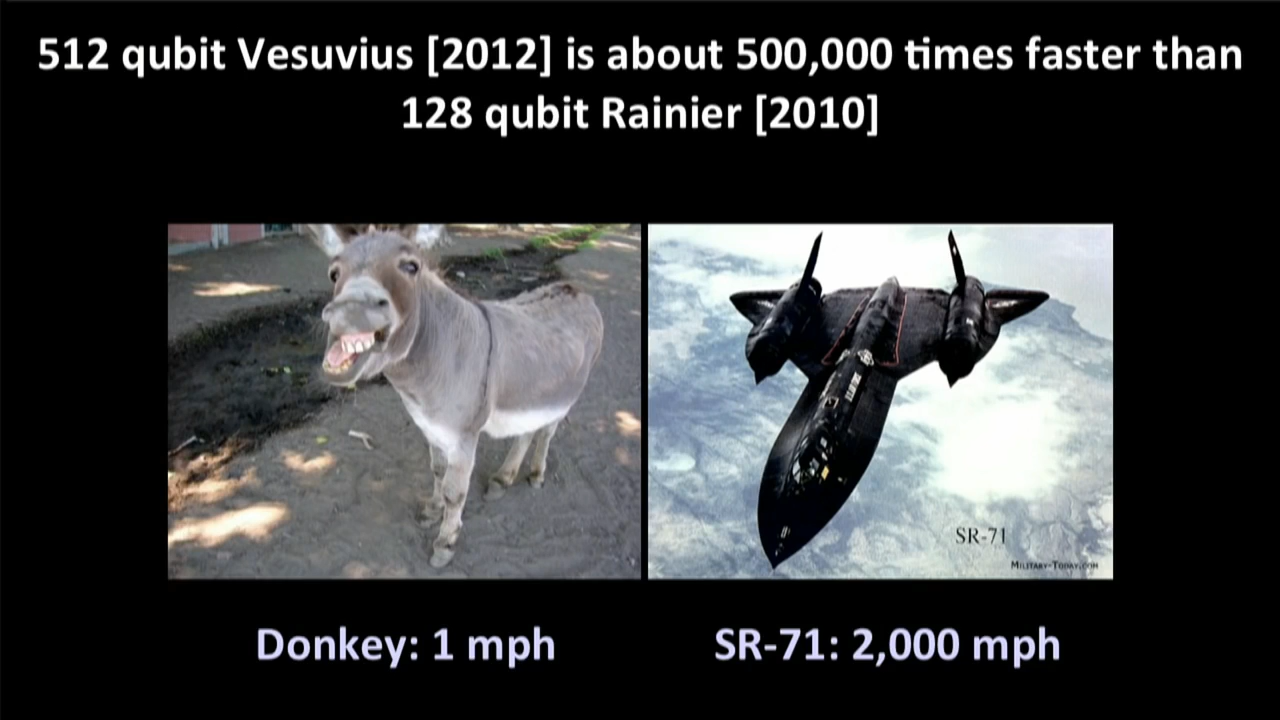 512 qubit Vesuvius [2012] is about 500,000 times faster than
128 qubit Rainier [2010]
SR-71
Military-Today.com
Donkey: 1 mph
SR-71: 2,000 mph